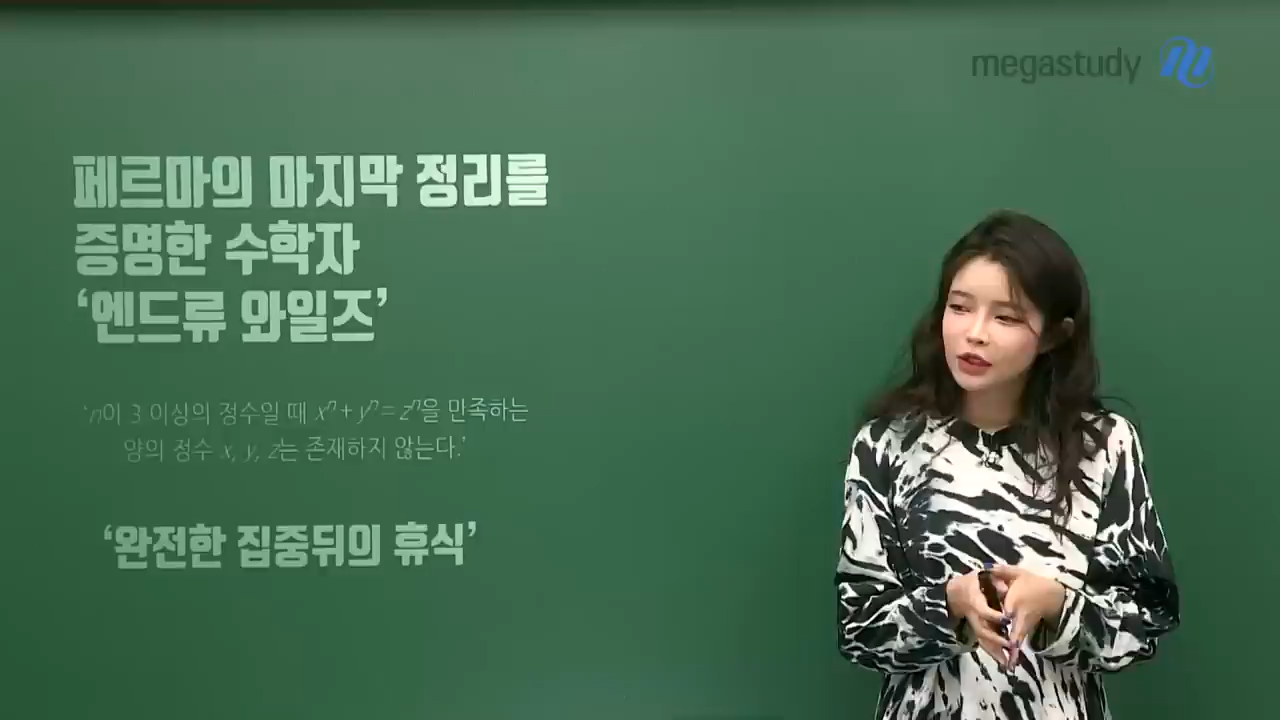 megastudy
페르마의 마지막 정리를
증명한 수학자
‘엔드류 와일즈’
‘n이 3 이상의 정수일 때 xⁿ + yⁿ = zⁿ을 만족하는
양의 정수 x, y, z는 존재하지 않는다.’
‘완전한 집중뒤의 휴식’